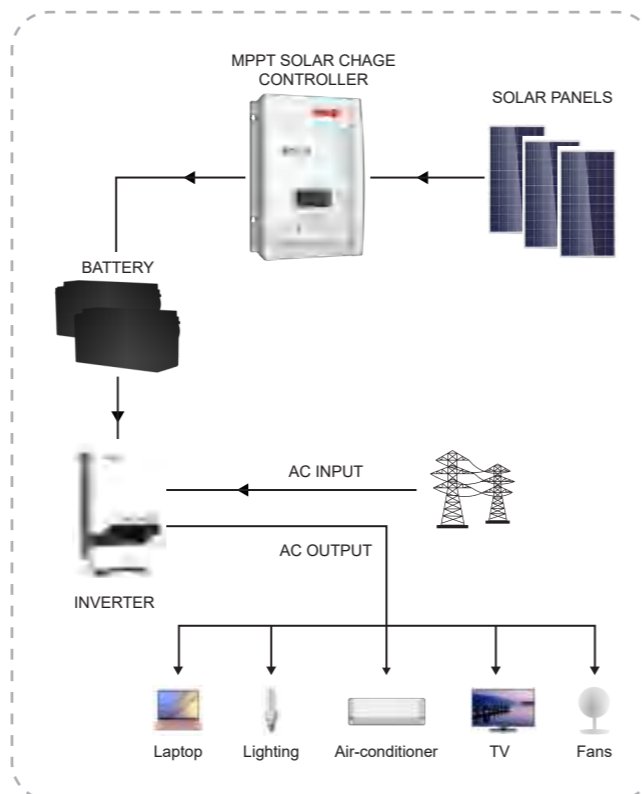 MPPT SOLAR CHAGE
CONTROLLER
SOLAR PANELS
BATTERY
AC INPUT
AC OUTPUT
INVERTER
Laptop
Lighting
Air-conditioner
TV
Fans